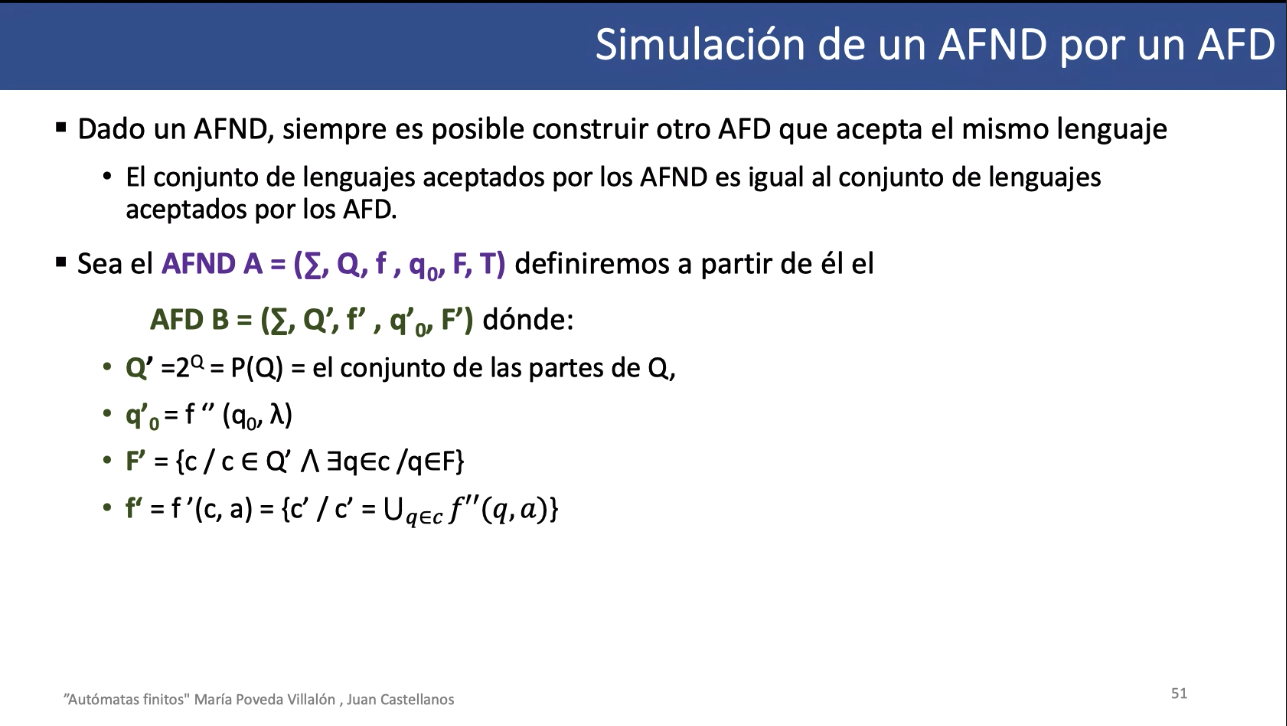 Simulación de un AFND por un AFD
▪ Dado un AFND, siempre es posible construir otro AFD que acepta el mismo lenguaje
• El conjunto de lenguajes aceptados por los AFND es igual al conjunto de lenguajes
aceptados por los AFD.
▪ Sea el AFND A = (∑, Q, f , q₀, F, T) definiremos a partir de él el
AFD B = (∑, Q’, f’ , q’₀, F’) dónde:
• Q’ =2^Q = P(Q) = el conjunto de las partes de Q,
• q’₀ = f ‘’ (q₀, λ)
• F’ = {c / c ∈ Q’ ⋀ ∃q∈c /q∈F}
• f‘ = f ’(c, a) = {c’ / c’ = ⋃_{q∈c} f′′(q, a)}
”Autómatas finitos" María Poveda Villalón , Juan Castellanos
51